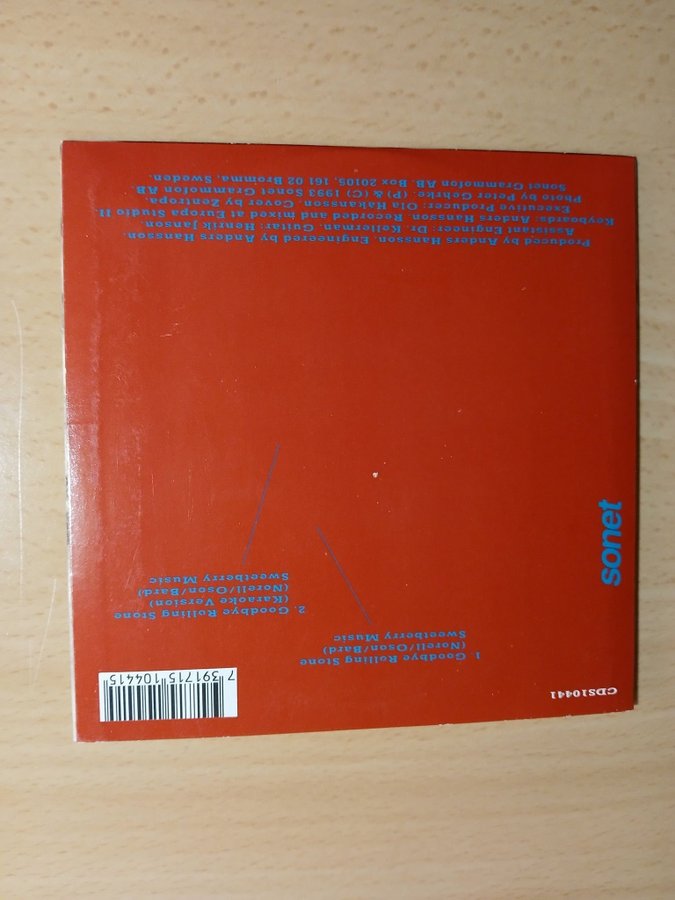 CDS10441
1 Goodbye Rolling Stone
(Norell/Oson/Bard)
Sweetberry Music
2. Goodbye Rolling Stone
(Karaoke Version)
(Norell/Oson/Bard)
Sweetberry Music
7 391715 104415
sonet
Produced by Anders Hansson. Engineered by Anders Hansson.
Assistant Engineer: Dr. Kellerman. Guitar: Henrik Janson.
Keyboards: Anders Hansson. Recorded and mixed at Europa Studio II
Executive Producer: Ola Håkansson. Cover by Zentropa.
Photo by Peter Gehrke. (P) & (C) 1993 Sonet Grammofon AB
Sonet Grammofon AB. Box 20105, 161 02 Bromma, Sweden.